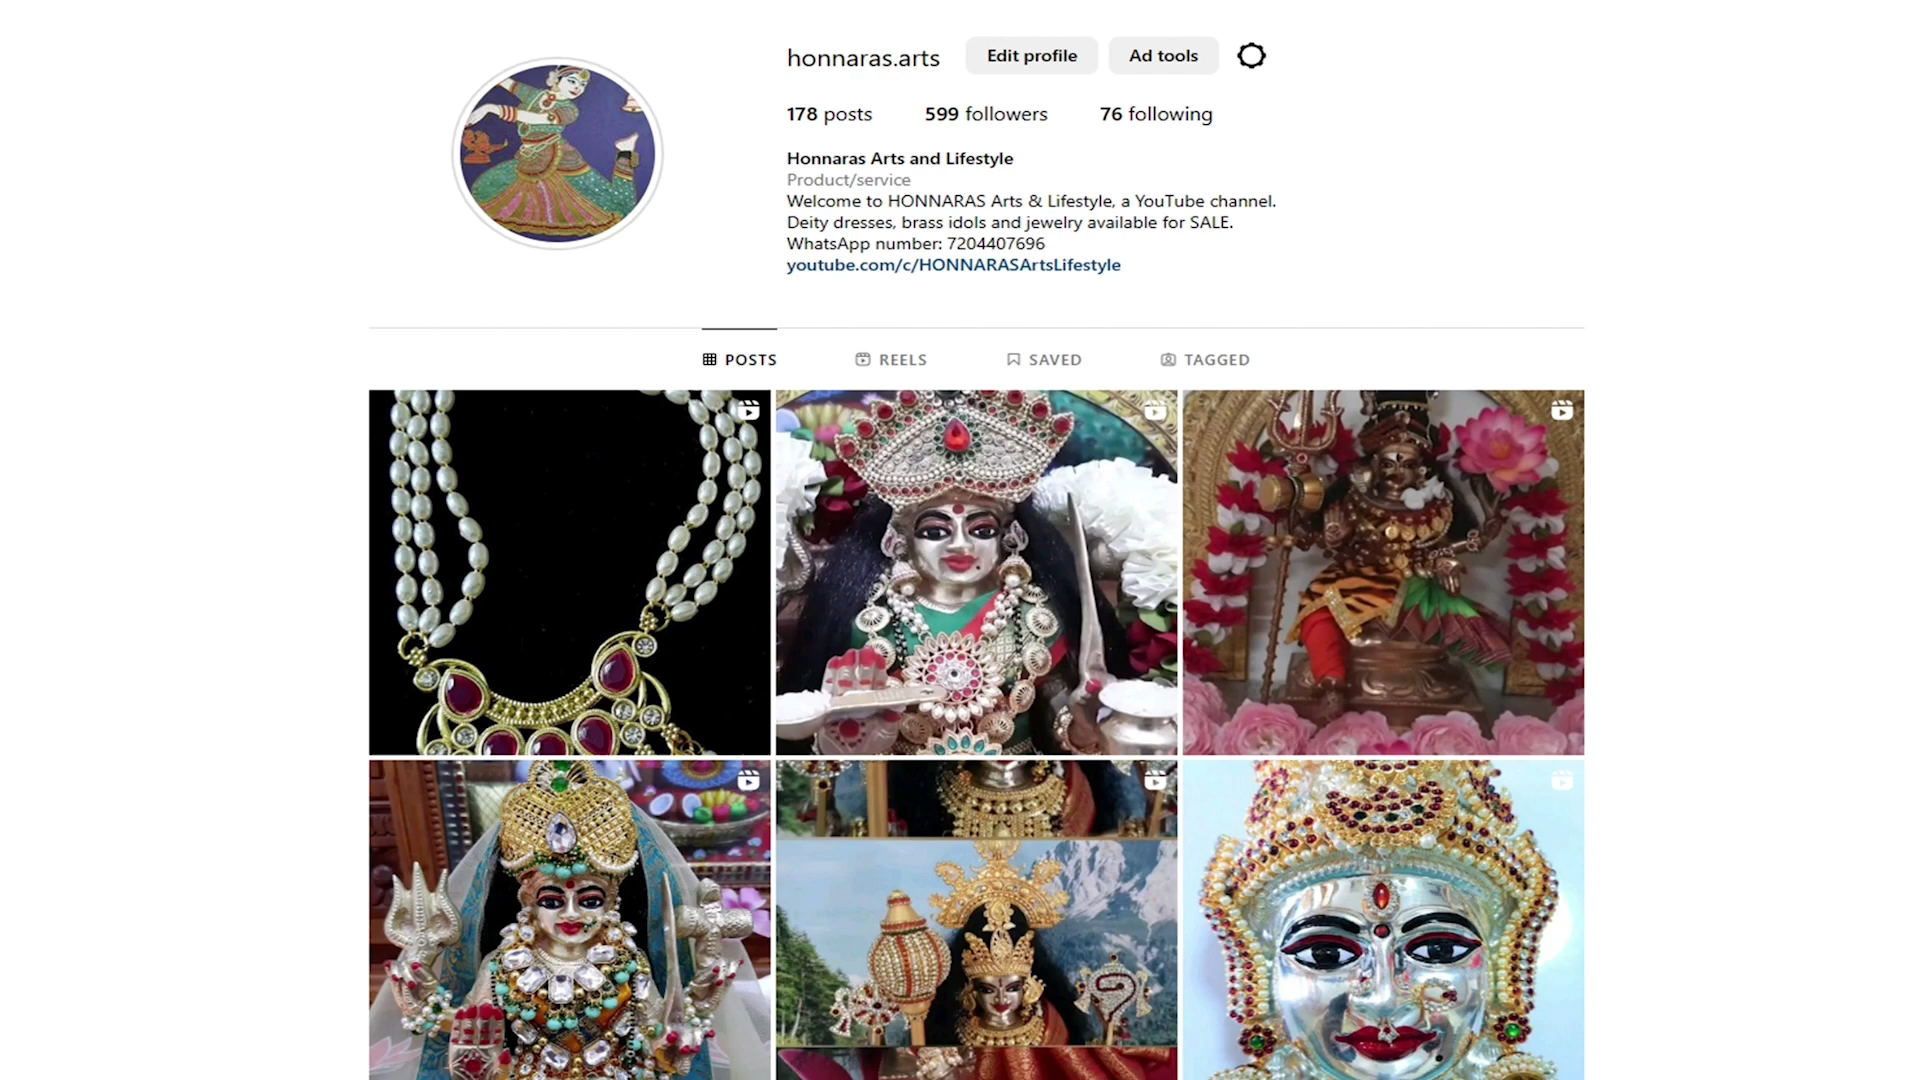 honnaras.arts Edit profile Ad tools
178 posts 599 followers 76 following
Honnaras Arts and Lifestyle
Product/service
Welcome to HONNARAS Arts & Lifestyle, a YouTube channel.
Deity dresses, brass idols and jewelry available for SALE.
WhatsApp number: 7204407696
youtube.com/c/HONNARASArtsLifestyle
POSTS REELS SAVED TAGGED